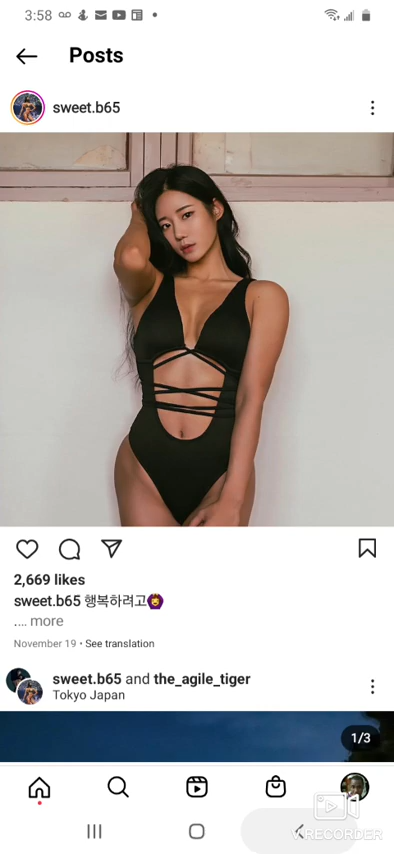 3:58
Posts
sweet.b65
2,669 likes
sweet.b65 행복하려고
.... more
November 19 • See translation
sweet.b65 and the_agile_tiger
Tokyo Japan
1/3
V RECORDER